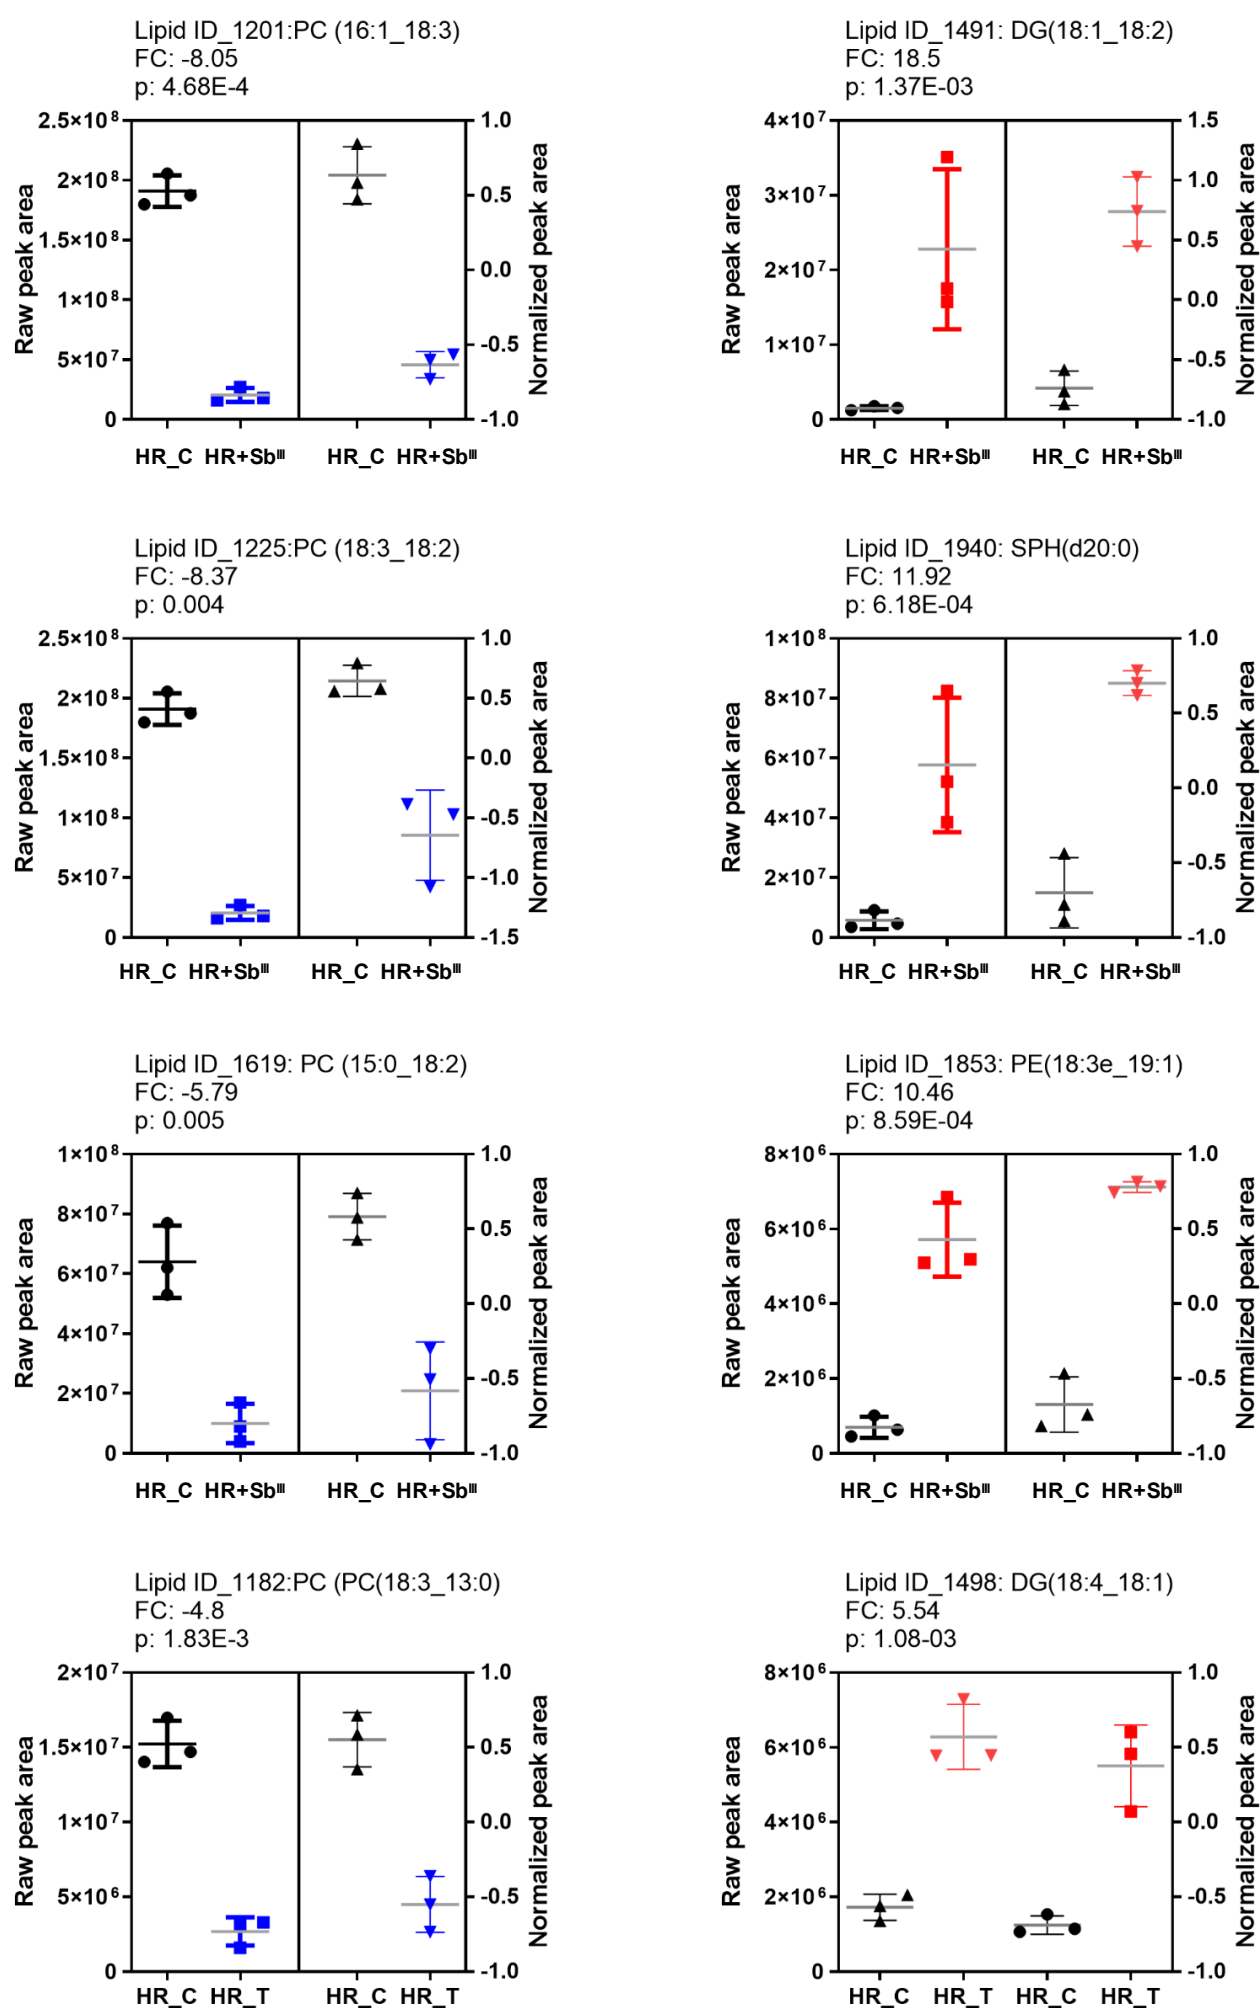 Lipid ID_1201:PC (16:1_18:3)
FC: -8.05
p: 4.68E-4
Raw peak area
2.5×10⁸
2×10⁸
1.5×10⁸
1×10⁸
5×10⁷
0
1.0
0.5
0.0
-0.5
-1.0
Normalized peak area
HR_C HR+Sbᴵᴵᴵ HR_C HR+Sbᴵᴵᴵ
Lipid ID_1491: DG(18:1_18:2)
FC: 18.5
p: 1.37E-03
Raw peak area
4×10⁷
3×10⁷
2×10⁷
1×10⁷
0
1.5
1.0
0.5
0.0
-0.5
-1.0
Normalized peak area
HR_C HR+Sbᴵᴵᴵ HR_C HR+Sbᴵᴵᴵ
Lipid ID_1225:PC (18:3_18:2)
FC: -8.37
p: 0.004
Raw peak area
2.5×10⁸
2×10⁸
1.5×10⁸
1×10⁸
5×10⁷
0
1.0
0.5
0.0
-0.5
-1.0
-1.5
Normalized peak area
HR_C HR+Sbᴵᴵᴵ HR_C HR+Sbᴵᴵᴵ
Lipid ID_1940: SPH(d20:0)
FC: 11.92
p: 6.18E-04
Raw peak area
1×10⁸
8×10⁷
6×10⁷
4×10⁷
2×10⁷
0
1.0
0.5
0.0
-0.5
-1.0
Normalized peak area
HR_C HR+Sbᴵᴵᴵ HR_C HR+Sbᴵᴵᴵ
Lipid ID_1619: PC (15:0_18:2)
FC: -5.79
p: 0.005
Raw peak area
1×10⁸
8×10⁷
6×10⁷
4×10⁷
2×10⁷
0
1.0
0.5
0.0
-0.5
-1.0
Normalized peak area
HR_C HR+Sbᴵᴵᴵ HR_C HR+Sbᴵᴵᴵ
Lipid ID_1853: PE(18:3e_19:1)
FC: 10.46
p: 8.59E-04
Raw peak area
8×10⁶
6×10⁶
4×10⁶
2×10⁶
0
1.0
0.5
0.0
-0.5
-1.0
Normalized peak area
HR_C HR+Sbᴵᴵᴵ HR_C HR+Sbᴵᴵᴵ
Lipid ID_1182:PC (PC(18:3_13:0)
FC: -4.8
p: 1.83E-3
Raw peak area
2×10⁷
1.5×10⁷
1×10⁷
5×10⁶
0
1.0
0.5
0.0
-0.5
-1.0
Normalized peak area
HR_C HR_T HR_C HR_T
Lipid ID_1498: DG(18:4_18:1)
FC: 5.54
p: 1.08-03
Raw peak area
8×10⁶
6×10⁶
4×10⁶
2×10⁶
0
1.0
0.5
0.0
-0.5
-1.0
Normalized peak area
HR_C HR_T HR_C HR_T